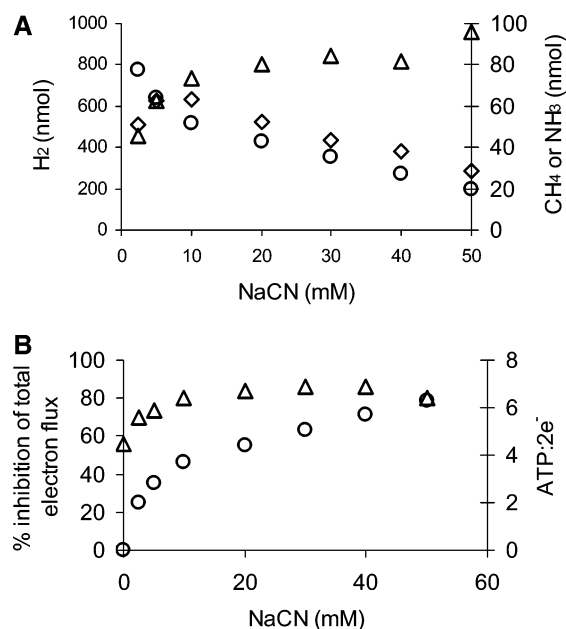 A
H₂ (nmol)
1000
800
600
400
200
0
100
80
60
40
20
0
CH₄ or NH₃ (nmol)
0 10 20 30 40 50
NaCN (mM)
B
% inhibition of total
electron flux
100
80
60
40
20
0
8
6
4
2
0
ATP:2e⁻
0 20 40 60
NaCN (mM)